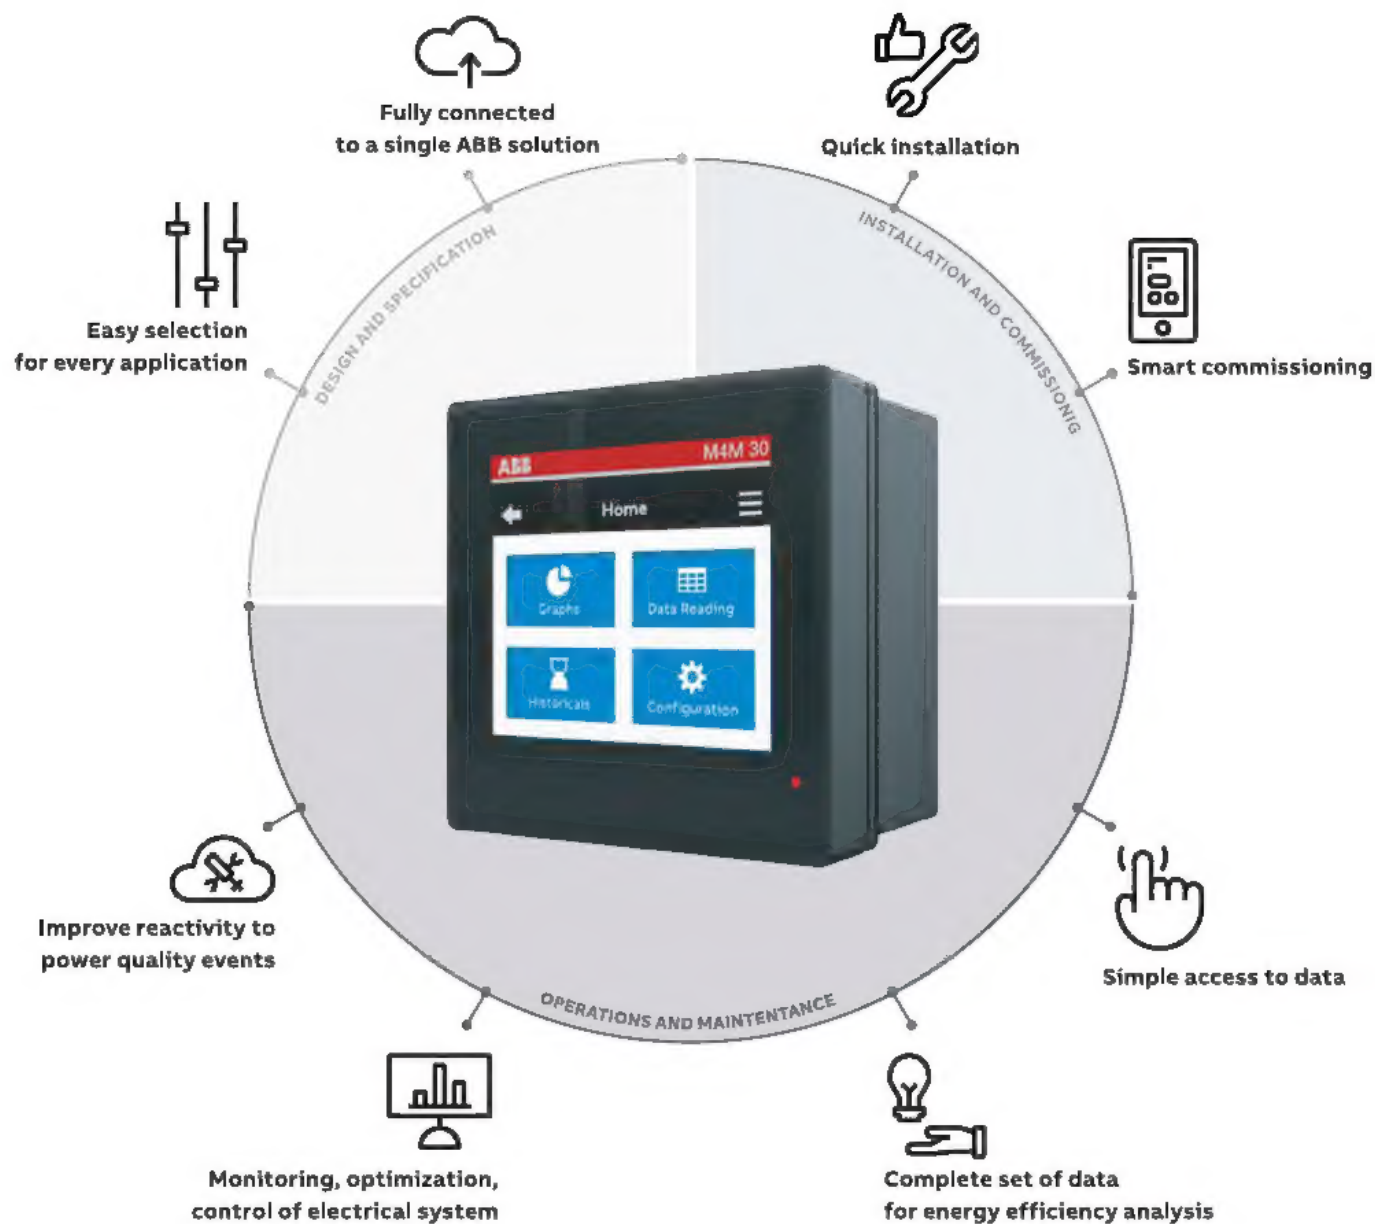 Fully connected
to a single ABB solution
Quick installation
Easy selection
for every application
Smart commissioning
DESIGN AND SPECIFICATION
INSTALLATION AND COMMISSIONIG
ABB
M4M 30
Home
Graphs
Data Reading
Historicals
Configuration
Improve reactivity to
power quality events
Simple access to data
OPERATIONS AND MAINTENTANCE
Monitoring, optimization,
control of electrical system
Complete set of data
for energy efficiency analysis